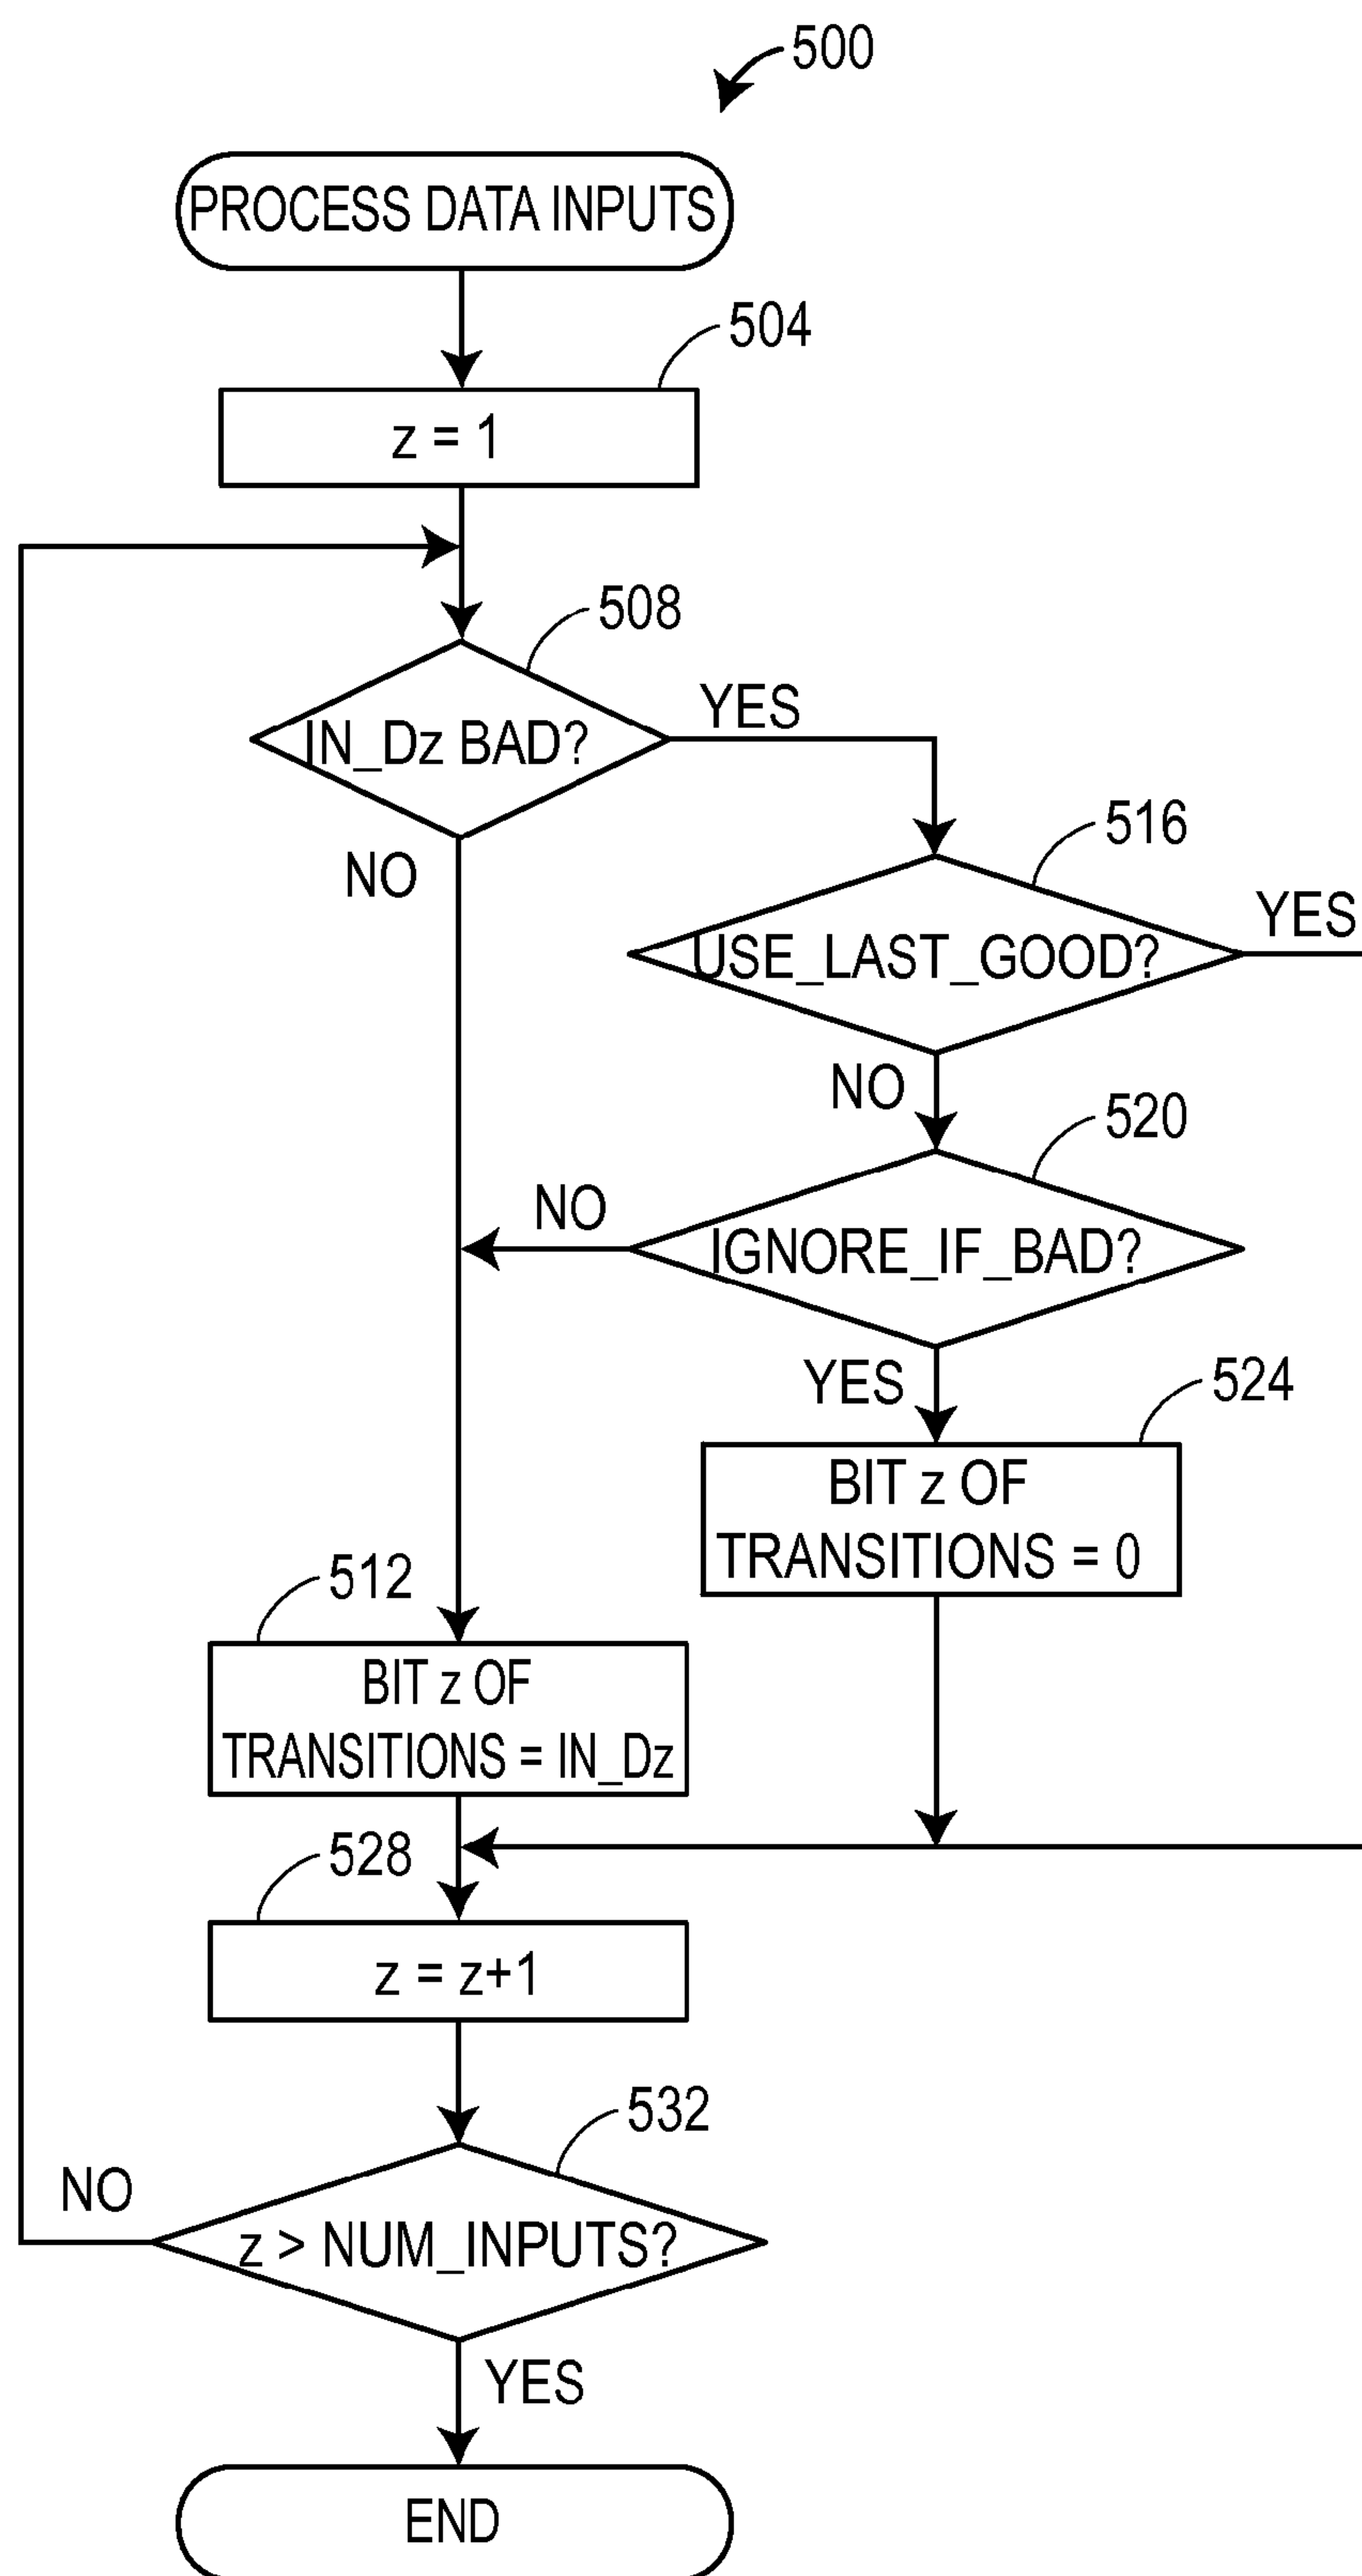 500
PROCESS DATA INPUTS
504
z = 1
508
IN_Dz BAD?
YES
NO
516
USE_LAST_GOOD?
YES
NO
520
NO
IGNORE_IF_BAD?
YES
524
BIT z OF
TRANSITIONS = 0
512
BIT z OF
TRANSITIONS = IN_Dz
528
z = z+1
532
NO
z > NUM_INPUTS?
YES
END